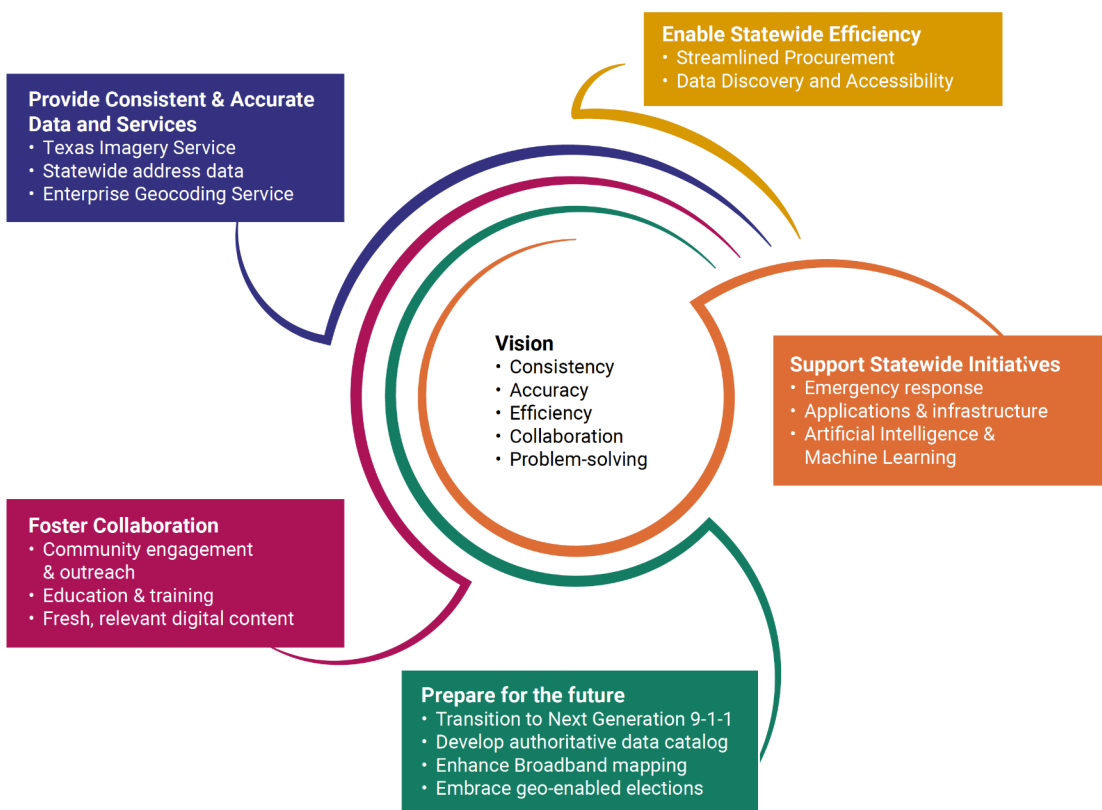 Enable Statewide Efficiency
• Streamlined Procurement
• Data Discovery and Accessibility
Provide Consistent & Accurate
Data and Services
• Texas Imagery Service
• Statewide address data
• Enterprise Geocoding Service
Vision
• Consistency
• Accuracy
• Efficiency
• Collaboration
• Problem-solving
Support Statewide Initiatives
• Emergency response
• Applications & infrastructure
• Artificial Intelligence &
Machine Learning
Foster Collaboration
• Community engagement
& outreach
• Education & training
• Fresh, relevant digital content
Prepare for the future
• Transition to Next Generation 9-1-1
• Develop authoritative data catalog
• Enhance Broadband mapping
• Embrace geo-enabled elections